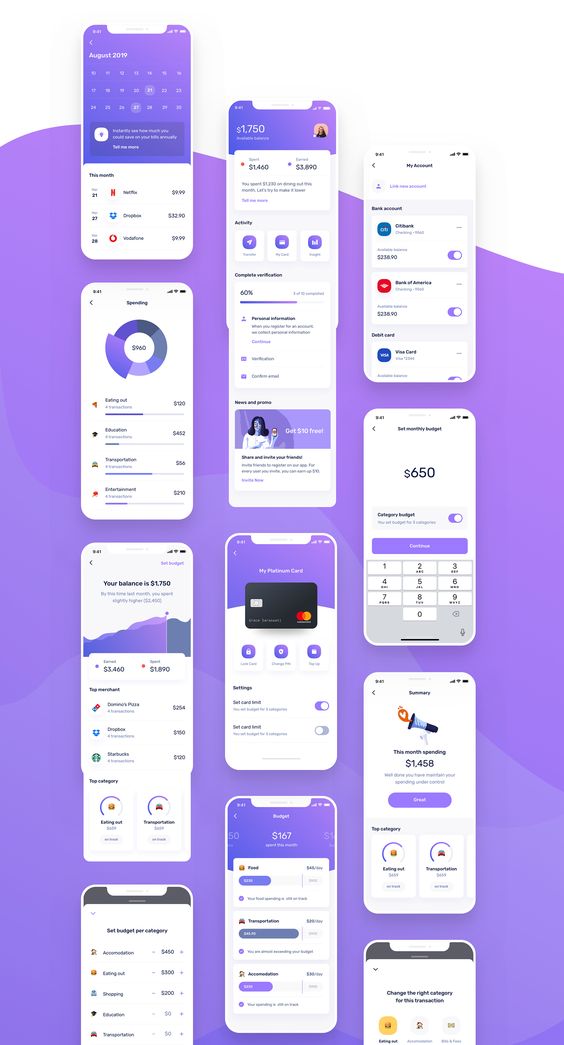 9:41
August 2019
10 11 12 13 14 15 16
17 18 19 20 21 22 23
24 25 26 27 28 29 30
Instantly see how much you
could save on your bills annually
Tell me more
This month
21 Netflix $9.99
27 Dropbox $32.90
28 Vodafone $9.99
9:41
Spending
$960
Eating out $120
4 transactions
Education $452
4 transactions
Transportation $56
4 transactions
Entertainment $210
4 transactions
9:41
Set budget
Your balance is $1,750
By this time last month, you spent
slightly higher ($2,450)
Earned Spent
$3,460 $1,890
Top merchant
Domino's Pizza $254
4 transactions
Dropbox $150
4 transactions
Starbucks $120
4 transactions
Top category
Eating out Transportation
$659 $659
on track on track
Set budget per category
Accomodation - $450 +
Eating out - $300 +
Shopping - $200 +
Education - $0 +
Transportation - $0 +
9:41
$1,750
Available balance
Spent Earned
$1,460 $3,890
You spent $1,230 on dining out this
month. Let's try to make it lower
Tell me more
Activity
Transfer My Card Insight
Complete verification
60% 3 of 10 completed
Personal information
When you register for an account,
we collect personal information
Continue
Verification
Confirm email
News and promo
Get $10 free!
Share and invite your friends!
Invite friends to register on our app. For
every user you invite, you can earn up $10.
Invite Now
9:41
My Platinum Card
Lock Card Change PIN Top Up
Settings
Set card limit
You set budget for 3 categories
Set card limit
You set budget for 3 categories
9:41
Budget
$167
spent this month
Food $45/day
Your food spending is still on track
Transportation $20/day
$45.90
You are almost exceeding your budget
Accomodation $30/day
Your spending is still on track
9:41
My Account
Link new account
Bank account
citi
Citibank
Checking - 9560
Available balance
$238.90
Bank of America
Checking - 9560
Available balance
$238.90
Debit card
VISA
Visa Card
Available balance
9:41
Set monthly budget
$650
Category budget
You set budget for 3 categories
Continue
1 2 3
ABC DEF
4 5 6
GHI JKL MNO
7 8 9
PQRS TUV WXYZ
0
9:41
Summary
This month spending
$1,458
Well done you have maintain your
spending under control!
Great
Top category
Eating out Transportation
$659 $659
on track on track
Change the right category
for this transaction
Eating out Accomodation Bills & Fees